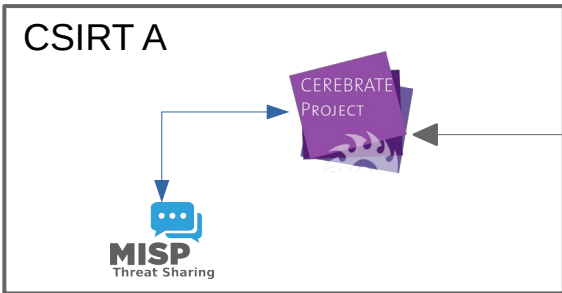 CSIRT A
CEREBRATE
PROJECT
MISP
Threat Sharing